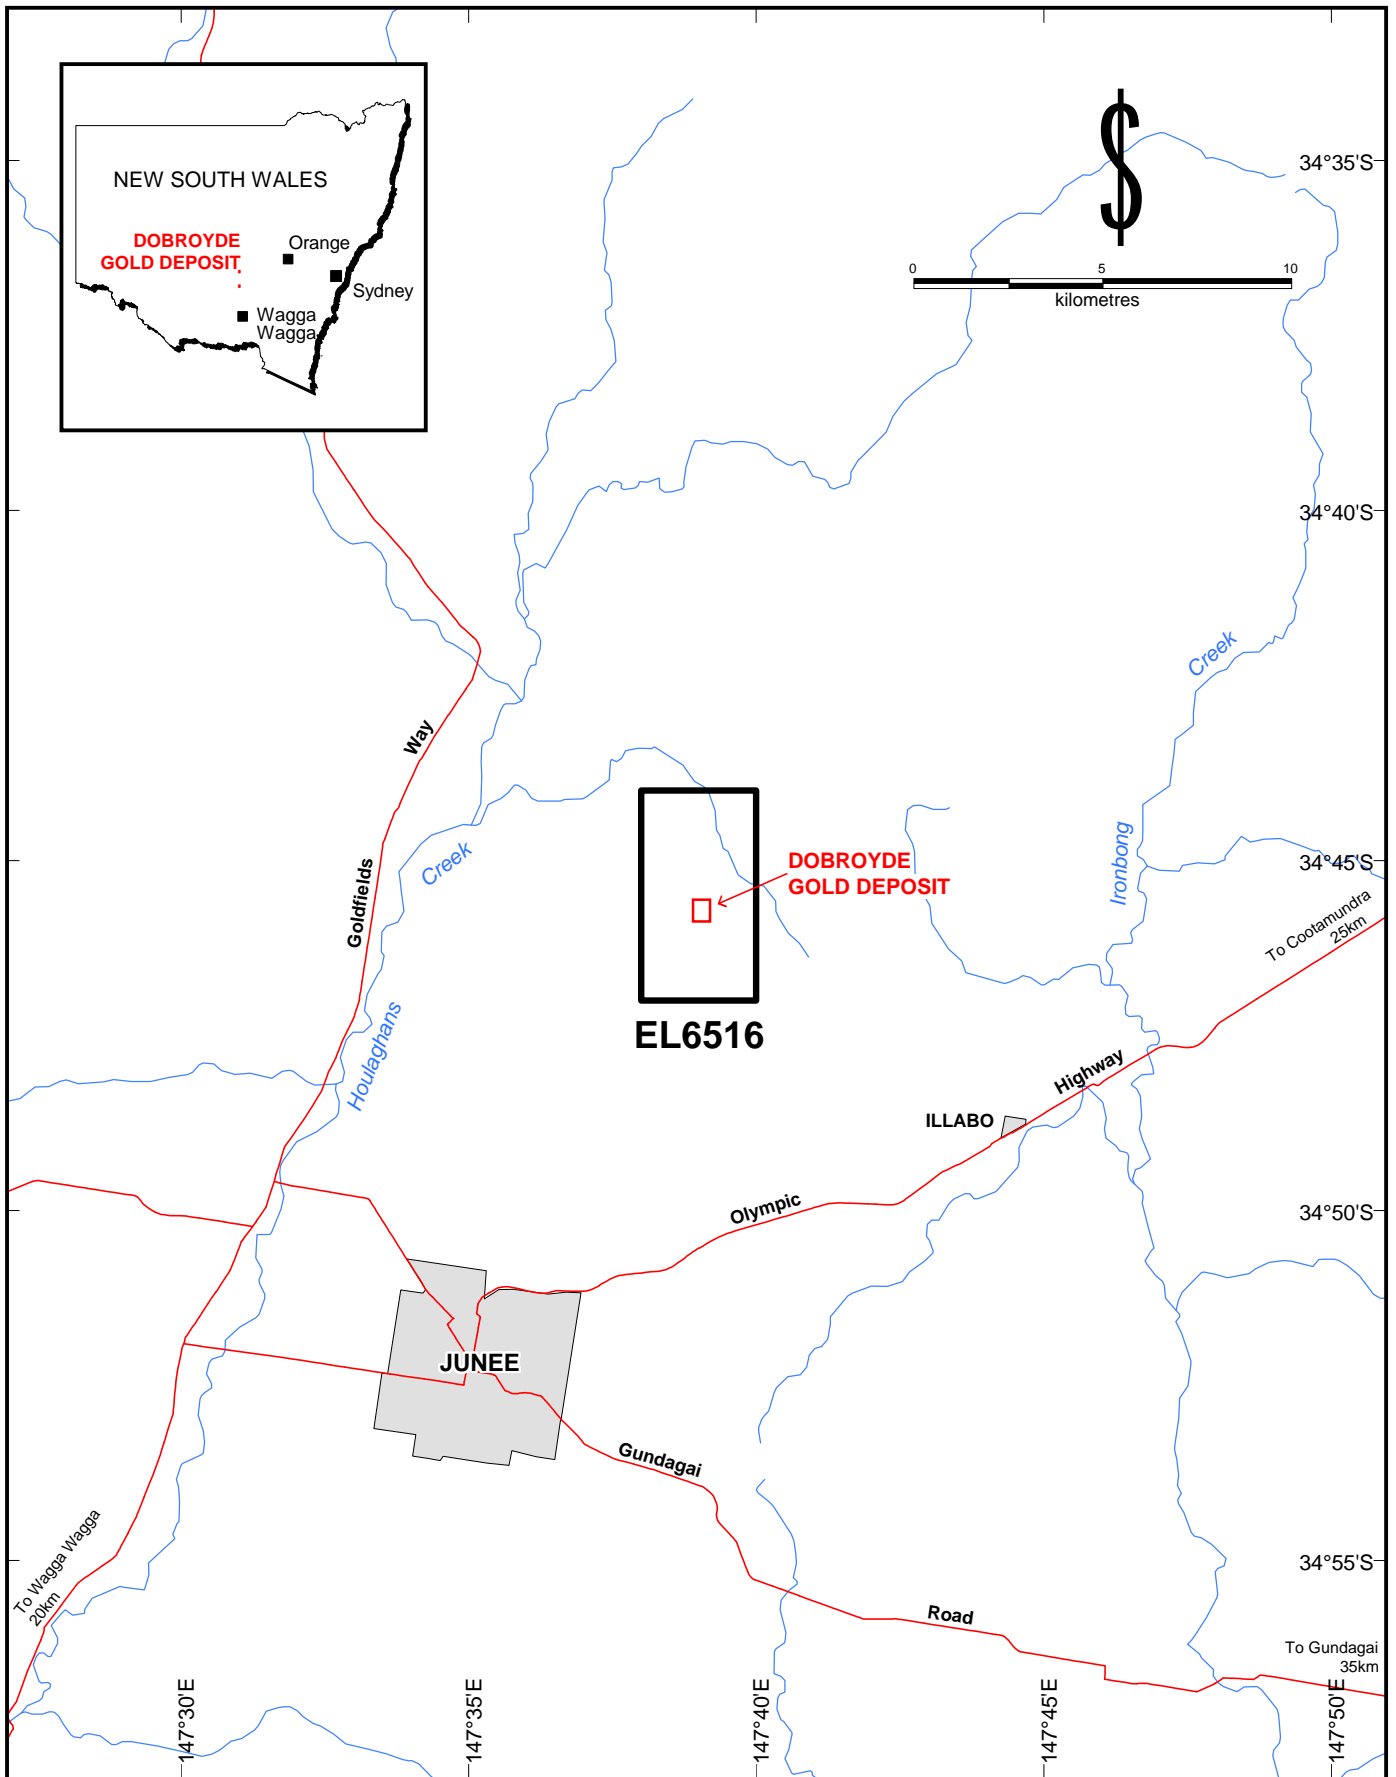 NEW SOUTH WALES
DOBROYDE
GOLD DEPOSIT
Orange
Sydney
Wagga
Wagga
$
0 5 10
kilometres
34°35'S
34°40'S
Creek
Way
Goldfields
Creek
Houlaghans
Ironbong
34°45'S
DOBROYDE
GOLD DEPOSIT
To Cootamundra
25km
EL6516
Highway
ILLABO
Olympic
34°50'S
JUNEE
Gundagai
34°55'S
To Wagga Wagga
20km
Road
To Gundagai
35km
147°30'E
147°35'E
147°40'E
147°45'E
147°50'E